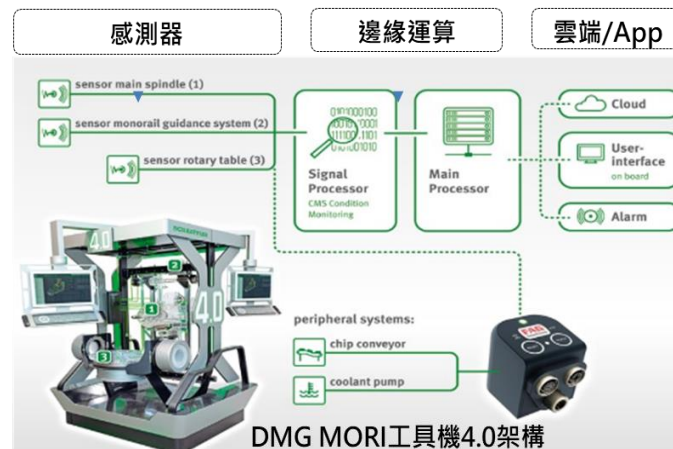 感測器
邊緣運算
雲端/App
sensor main spindle (1)
sensor monorail guidance system (2)
sensor rotary table (3)
Signal
Processor
CMS Condition
Monitoring
Main
Processor
Cloud
User-
interface
on board
Alarm
4.0
2
1
4.0
3
peripheral systems:
chip conveyor
coolant pump
FAG
DMG MORI工具機4.0架構